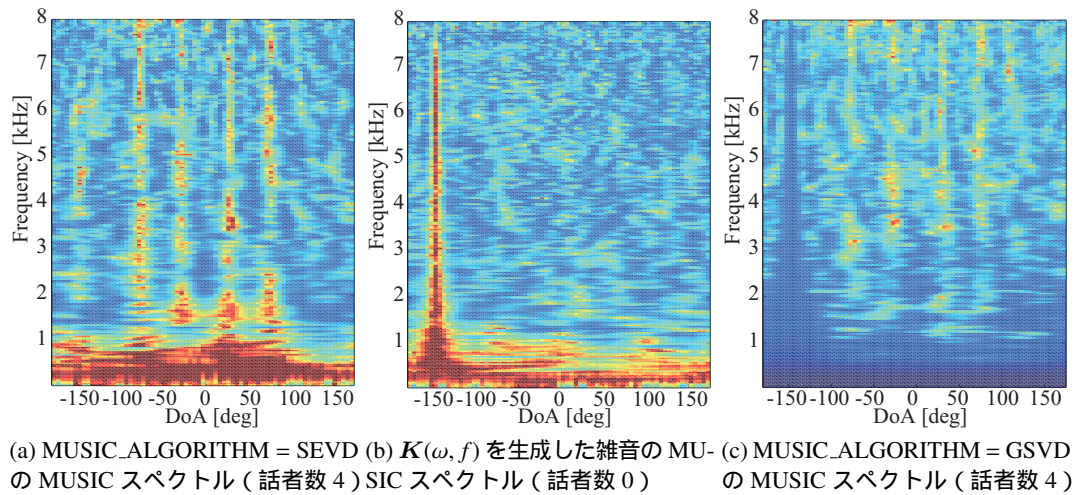 8
7
6
5
4
3
2
1
Frequency [kHz]
-150 -100 -50 0 50 100 150
DoA [deg]
8
7
6
5
4
3
2
1
Frequency [kHz]
-150 -100 -50 0 50 100 150
DoA [deg]
8
7
6
5
4
3
2
1
Frequency [kHz]
-150 -100 -50 0 50 100 150
DoA [deg]
(a) MUSIC_ALGORITHM = SEVD
の MUSIC スペクトル ( 話者数 4 )
(b) K(ω, f) を生成した雑音の MU-
SIC スペクトル ( 話者数 0 )
(c) MUSIC_ALGORITHM = GSVD
の MUSIC スペクトル ( 話者数 4 )